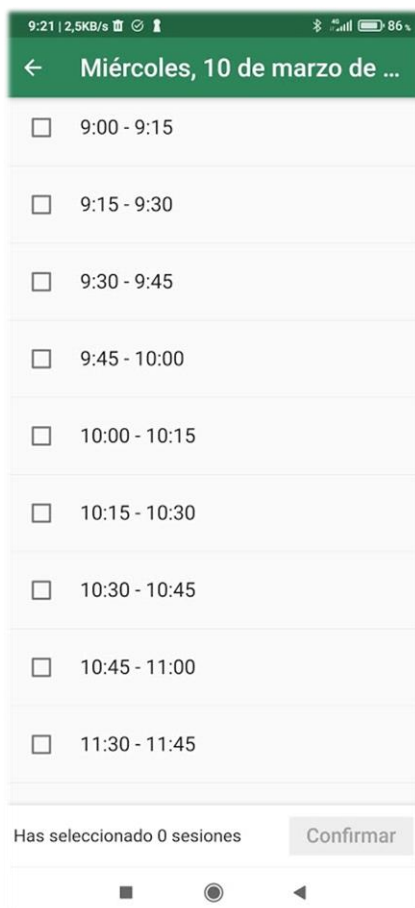 9:21 | 2,5KB/s 4G 86%
Miércoles, 10 de marzo de ...
9:00 - 9:15
9:15 - 9:30
9:30 - 9:45
9:45 - 10:00
10:00 - 10:15
10:15 - 10:30
10:30 - 10:45
10:45 - 11:00
11:30 - 11:45
Has seleccionado 0 sesiones Confirmar